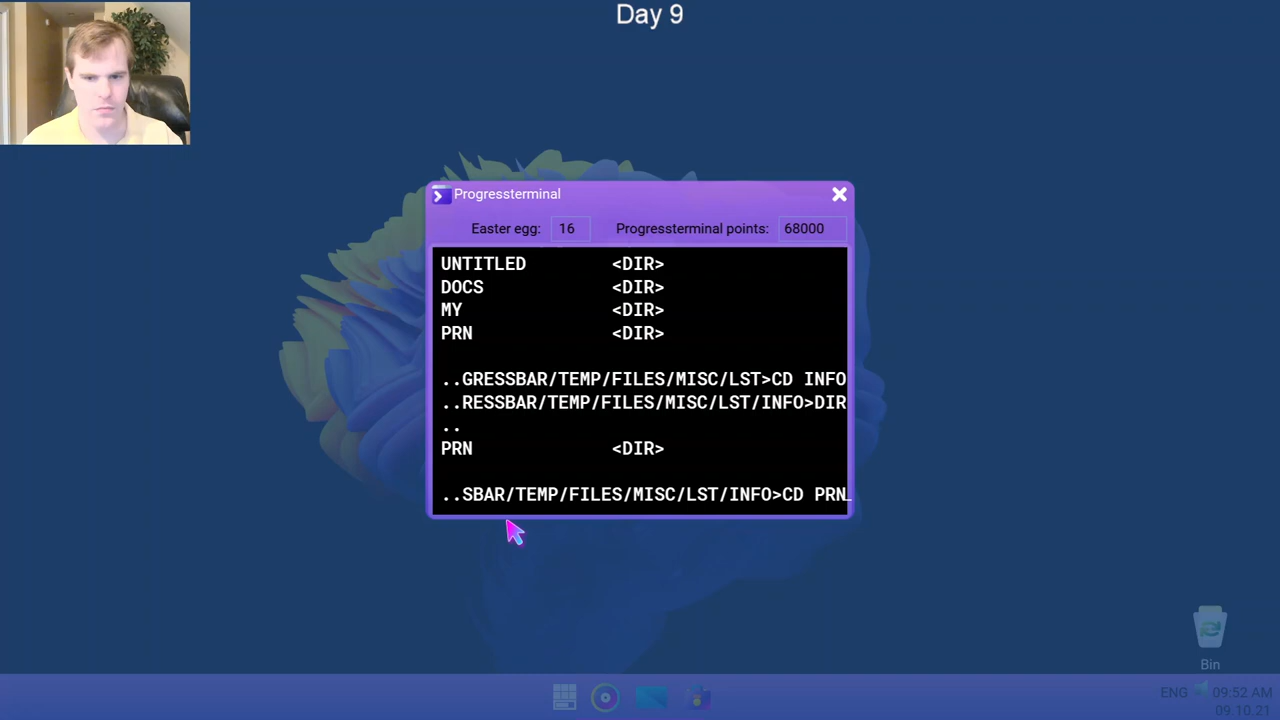 Day 9
Progressterminal
Easter egg: 16 Progressterminal points: 68000
UNTITLED <DIR>
DOCS <DIR>
MY <DIR>
PRN <DIR>
..GRESSBAR/TEMP/FILES/MISC/LST>CD INFO
..RESSBAR/TEMP/FILES/MISC/LST/INFO>DIR
..
PRN <DIR>
..SBAR/TEMP/FILES/MISC/LST/INFO>CD PRN_
Bin
ENG 09:52 AM
09.10.21